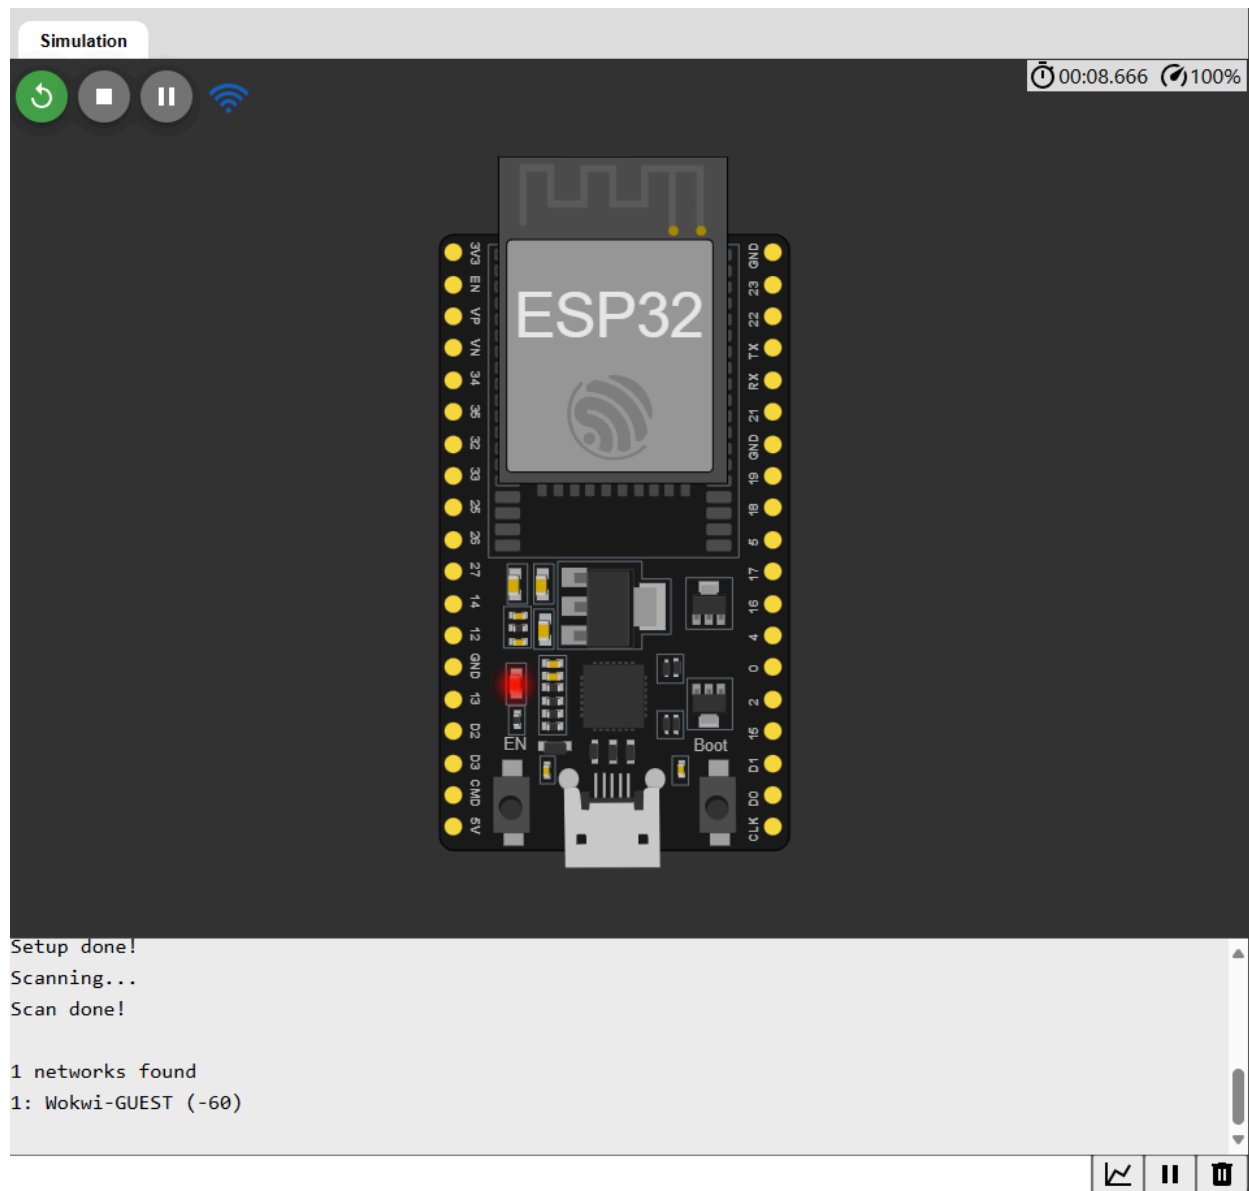 Simulation
00:08.666 100%
ESP32
3V3
EN
VP
VN
34
35
32
33
25
26
27
14
12
GND
13
D2
D3
CMD
5V
GND
23
22
TX
RX
21
GND
19
18
5
17
16
4
0
2
15
D1
D0
CLK
EN
Boot
Setup done!
Scanning...
Scan done!
1 networks found
1: Wokwi-GUEST (-60)